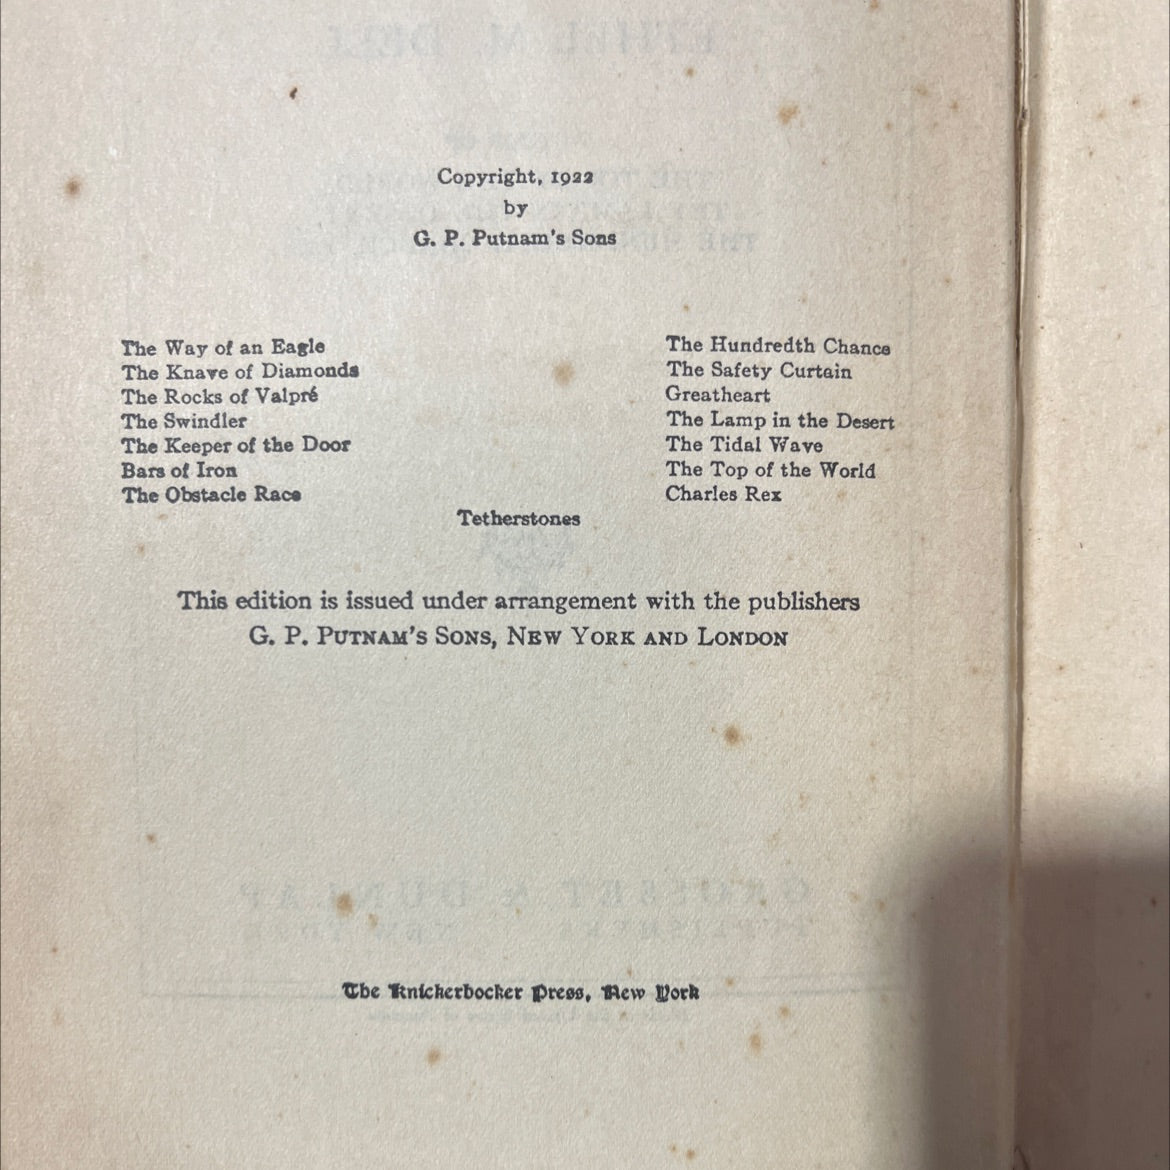 Copyright, 1922
by
G. P. Putnam's Sons
The Way of an Eagle
The Knave of Diamonds
The Rocks of Valpré
The Swindler
The Keeper of the Door
Bars of Iron
The Obstacle Race
The Hundredth Chance
The Safety Curtain
Greatheart
The Lamp in the Desert
The Tidal Wave
The Top of the World
Charles Rex
Tetherstones
This edition is issued under arrangement with the publishers
G. P. PUTNAM'S SONS, NEW YORK AND LONDON
The Knickerbocker Press, New York